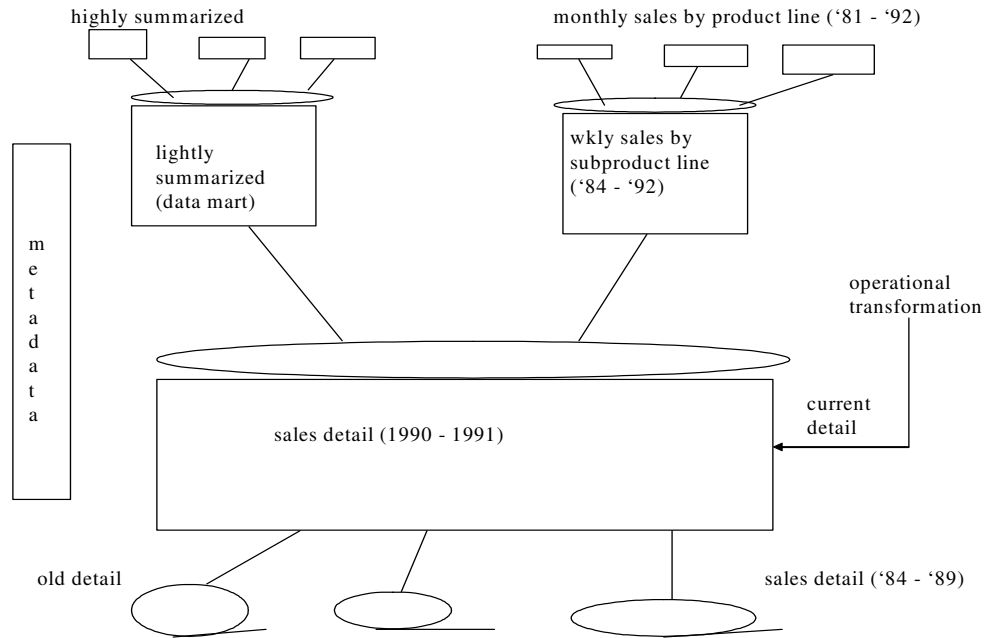 highly summarized
monthly sales by product line (‘81 - ‘92)
lightly
summarized
(data mart)
wkly sales by
subproduct line
(‘84 - ‘92)
m
e
t
a
d
a
t
a
operational
transformation
current
detail
sales detail (1990 - 1991)
old detail
sales detail (‘84 - ‘89)